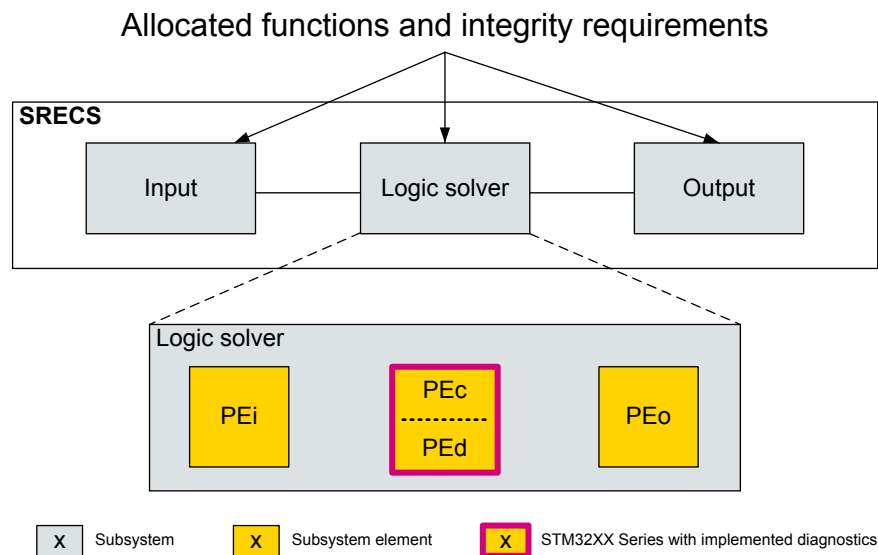 Allocated functions and integrity requirements
SRECS
Input
Logic solver
Output
Logic solver
PEi
PEc
PEd
PEo
X Subsystem
X Subsystem element
X STM32XX Series with implemented diagnostics